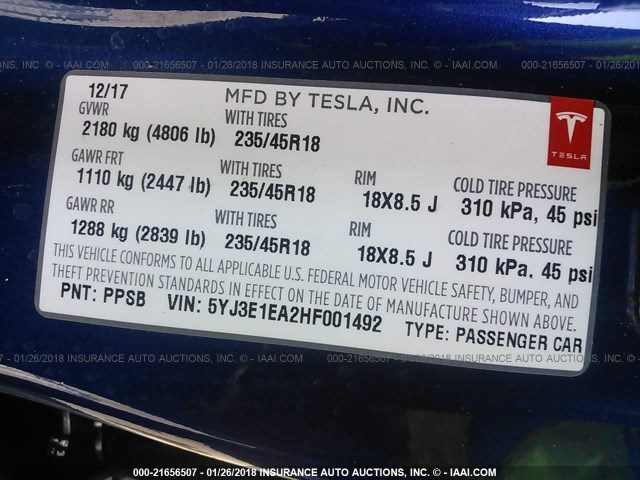 000-21656507 - 01/26/2018 INSURANCE AUTO AUCTIONS, INC. - © IAAI.COM
12/17 MFD BY TESLA, INC.
GVWR WITH TIRES
2180 kg (4806 lb) 235/45R18
TESLA
GAWR FRT WITH TIRES RIM COLD TIRE PRESSURE
1110 kg (2447 lb) 235/45R18 18X8.5 J 310 kPa, 45 psi
GAWR RR WITH TIRES RIM COLD TIRE PRESSURE
1288 kg (2839 lb) 235/45R18 18X8.5 J 310 kPa, 45 psi
THIS VEHICLE CONFORMS TO ALL APPLICABLE U.S. FEDERAL MOTOR VEHICLE SAFETY, BUMPER, AND
THEFT PREVENTION STANDARDS IN EFFECT ON THE DATE OF MANUFACTURE SHOWN ABOVE.
PNT: PPSB VIN: 5YJ3E1EA2HF001492 TYPE: PASSENGER CAR
000-21656507 - 01/26/2018 INSURANCE AUTO AUCTIONS, INC. - © IAAI.COM
000-21656507 - 01/26/2018 INSURANCE AUTO AUCTIONS, INC. - © IAAI.COM